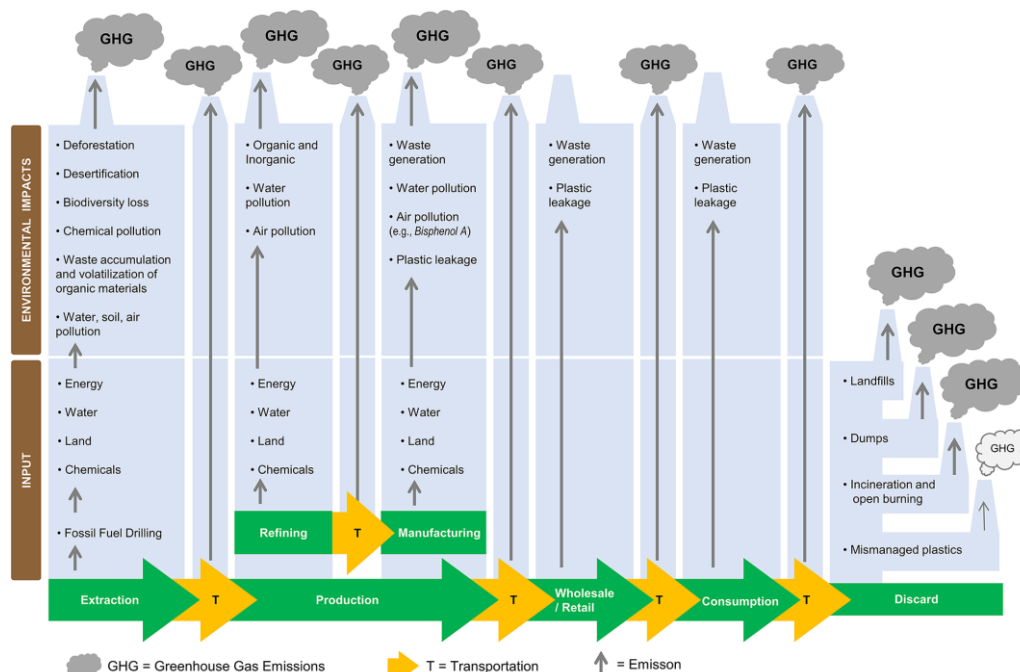 GHG
GHG
GHG
GHG
GHG
GHG
GHG
GHG
ENVIRONMENTAL IMPACTS
• Deforestation
• Desertification
• Biodiversity loss
• Chemical pollution
• Waste accumulation
and volatilization of
organic materials
• Water, soil, air
pollution
• Organic and
Inorganic
• Water
pollution
• Air pollution
• Waste
generation
• Water pollution
• Air pollution
(e.g., Bisphenol A)
• Plastic leakage
• Waste
generation
• Plastic
leakage
• Waste
generation
• Plastic
leakage
GHG
GHG
GHG
GHG
INPUT
• Energy
• Water
• Land
• Chemicals
• Fossil Fuel Drilling
• Energy
• Water
• Land
• Chemicals
• Energy
• Water
• Land
• Chemicals
• Landfills
• Dumps
• Incineration and
open burning
• Mismanaged plastics
Refining
T
Manufacturing
Extraction
T
Production
T
Wholesale
/ Retail
T
Consumption
T
Discard
GHG = Greenhouse Gas Emissions
T = Transportation
= Emisson